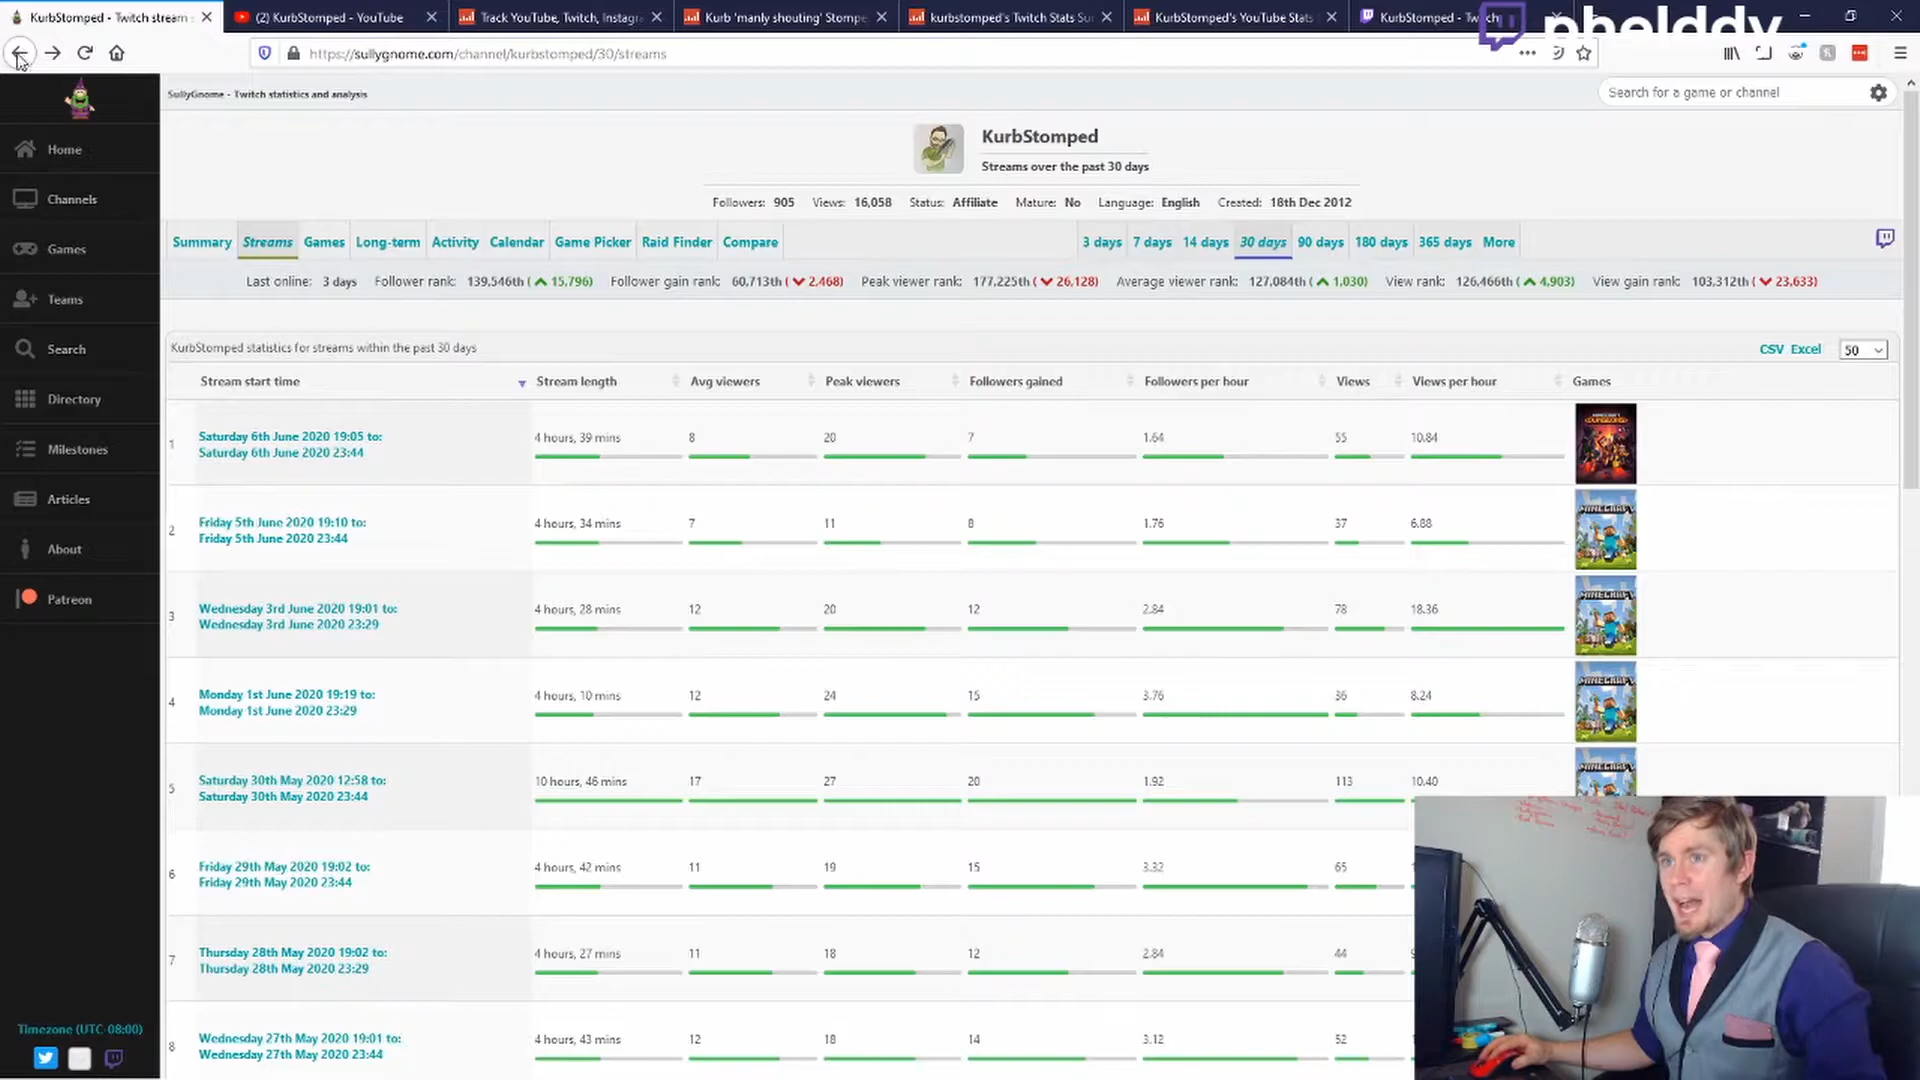 KurbStomped - Twitch stream
(2) KurbStomped - YouTube
Track YouTube, Twitch, Instagr
Kurb 'manly shouting' Stompe
kurbstomped's Twitch Stats Su
KurbStomped's YouTube Stats
KurbStomped - Twitch
phelddy
https://sullygnome.com/channel/kurbstomped/30/streams
SullyGnome - Twitch statistics and analysis
Search for a game or channel
Home
Channels
Games
Teams
Search
Directory
Milestones
Articles
About
Patreon
Timezone (UTC-08:00)
KurbStomped
Streams over the past 30 days
Followers: 905 Views: 16,058 Status: Affiliate Mature: No Language: English Created: 18th Dec 2012
Summary Streams Games Long-term Activity Calendar Game Picker Raid Finder Compare 3 days 7 days 14 days 30 days 90 days 180 days 365 days More
Last online: 3 days Follower rank: 139,546th ( 15,796) Follower gain rank: 60,713th ( 2,468) Peak viewer rank: 177,225th ( 26,128) Average viewer rank: 127,084th ( 1,030) View rank: 126,466th ( 4,903) View gain rank: 103,312th ( 23,633)
KurbStomped statistics for streams within the past 30 days
CSV Excel 50
Stream start time Stream length Avg viewers Peak viewers Followers gained Followers per hour Views Views per hour Games
1 Saturday 6th June 2020 19:05 to: 4 hours, 39 mins 8 20 7 1.64 55 10.84
Saturday 6th June 2020 23:44
MINECRAFT
DUNGEONS
2 Friday 5th June 2020 19:10 to: 4 hours, 34 mins 7 11 8 1.76 37 6.88
Friday 5th June 2020 23:44
MINECRAFT
3 Wednesday 3rd June 2020 19:01 to: 4 hours, 28 mins 12 20 12 2.84 78 18.36
Wednesday 3rd June 2020 23:29
MINECRAFT
4 Monday 1st June 2020 19:19 to: 4 hours, 10 mins 12 24 15 3.76 36 8.24
Monday 1st June 2020 23:29
MINECRAFT
5 Saturday 30th May 2020 12:58 to: 10 hours, 46 mins 17 27 20 1.92 113 10.40
Saturday 30th May 2020 23:44
MINECRAFT
6 Friday 29th May 2020 19:02 to: 4 hours, 42 mins 11 19 15 3.32 65
Friday 29th May 2020 23:44
7 Thursday 28th May 2020 19:02 to: 4 hours, 27 mins 11 18 12 2.84 44
Thursday 28th May 2020 23:29
8 Wednesday 27th May 2020 19:01 to: 4 hours, 43 mins 12 18 14 3.12 52
Wednesday 27th May 2020 23:44